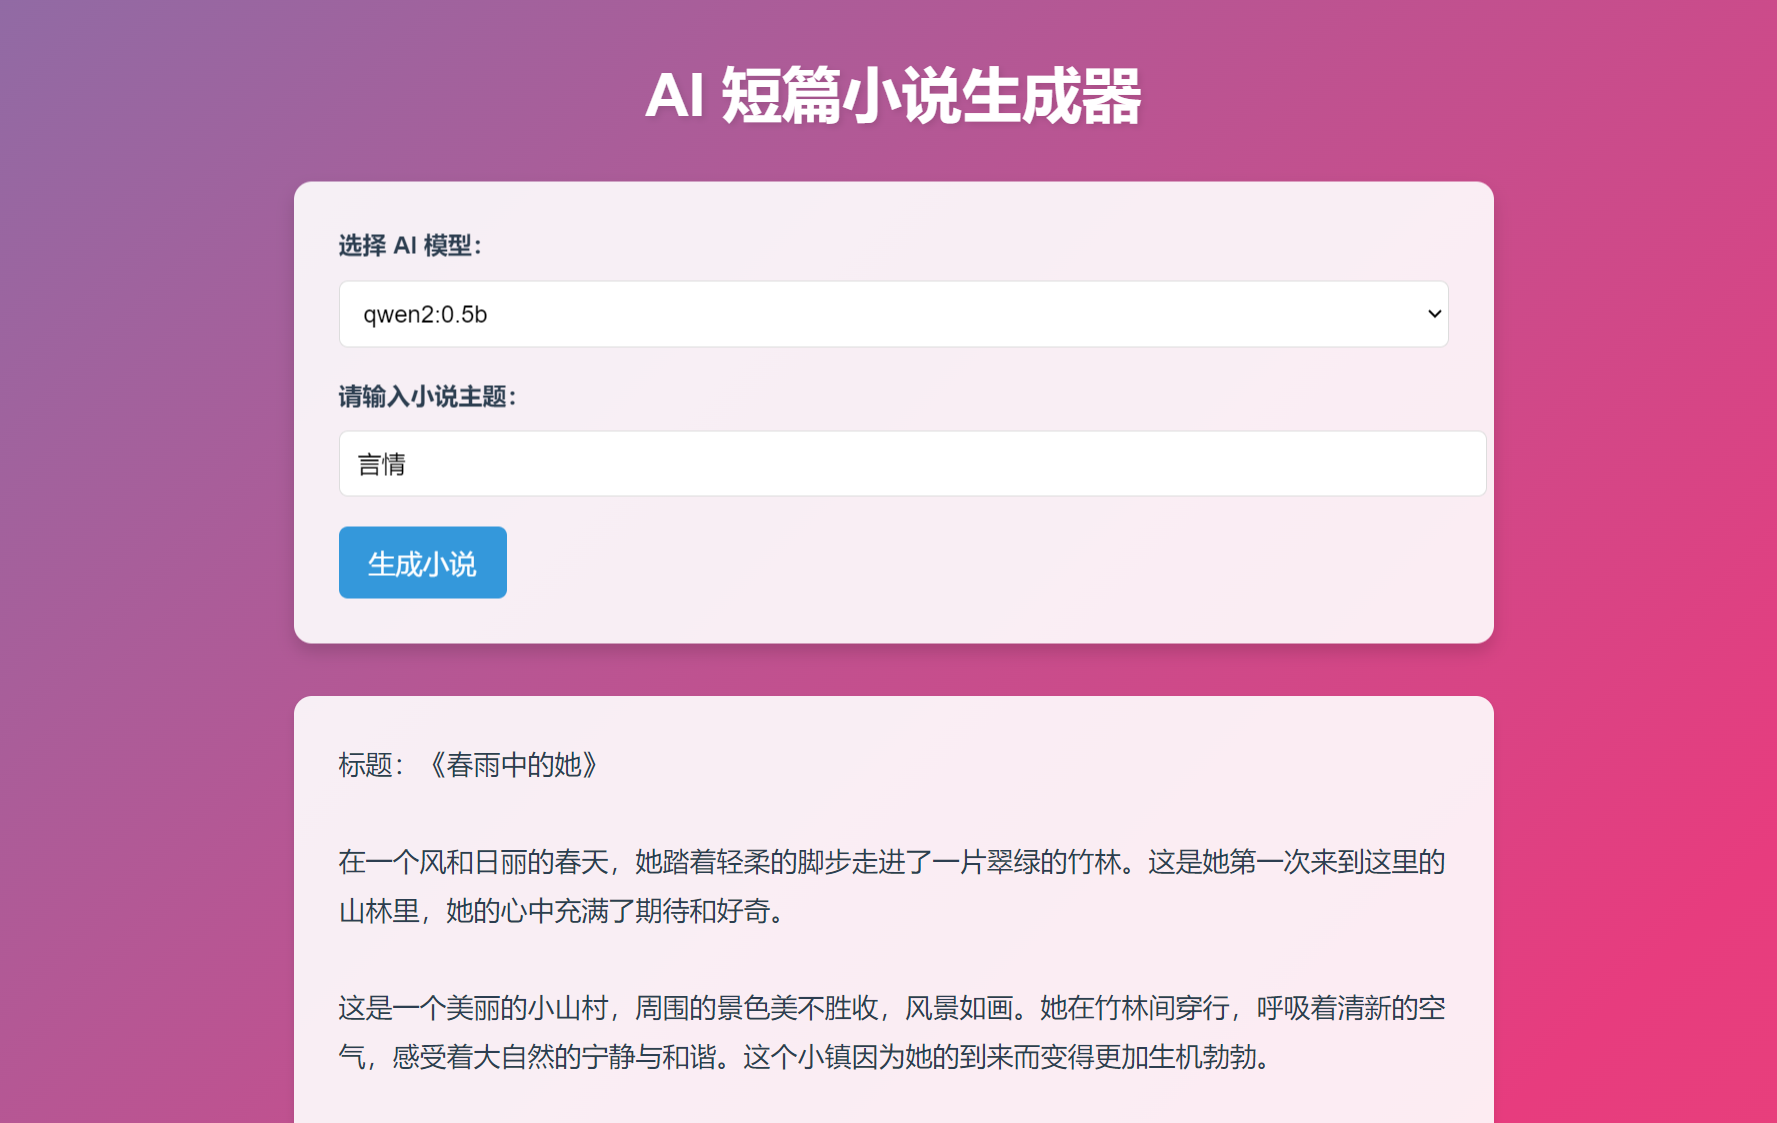 AI 短篇小说生成器
选择 AI 模型：
qwen2:0.5b
请输入小说主题：
言情
生成小说
标题：《春雨中的她》
在一个风和日丽的春天，她踏着轻柔的脚步走进了一片翠绿的竹林。这是她第一次来到这里的
山林里，她的心中充满了期待和好奇。
这是一个美丽的小山村，周围的景色美不胜收，风景如画。她在竹林间穿行，呼吸着清新的空
气，感受着大自然的宁静与和谐。这个小镇因为她的到来而变得更加生机勃勃。